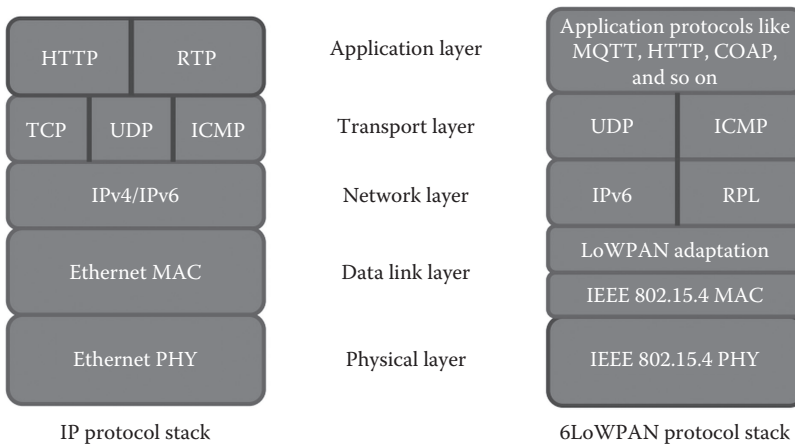 HTTP
RTP
Application layer
Application protocols like
MQTT, HTTP, COAP,
and so on
TCP
UDP
ICMP
Transport layer
UDP
ICMP
IPv4/IPv6
Network layer
IPv6
RPL
Ethernet MAC
Data link layer
LoWPAN adaptation
IEEE 802.15.4 MAC
Ethernet PHY
Physical layer
IEEE 802.15.4 PHY
IP protocol stack
6LoWPAN protocol stack